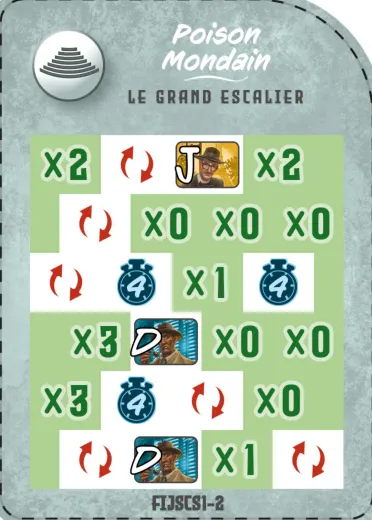 Poison
Mondain
LE GRAND ESCALIER
X2 J X2
X0 X0 X0
4 X1 4
X3 D X0 X0
X3 4 X0
D X1
FIJSCS1-2